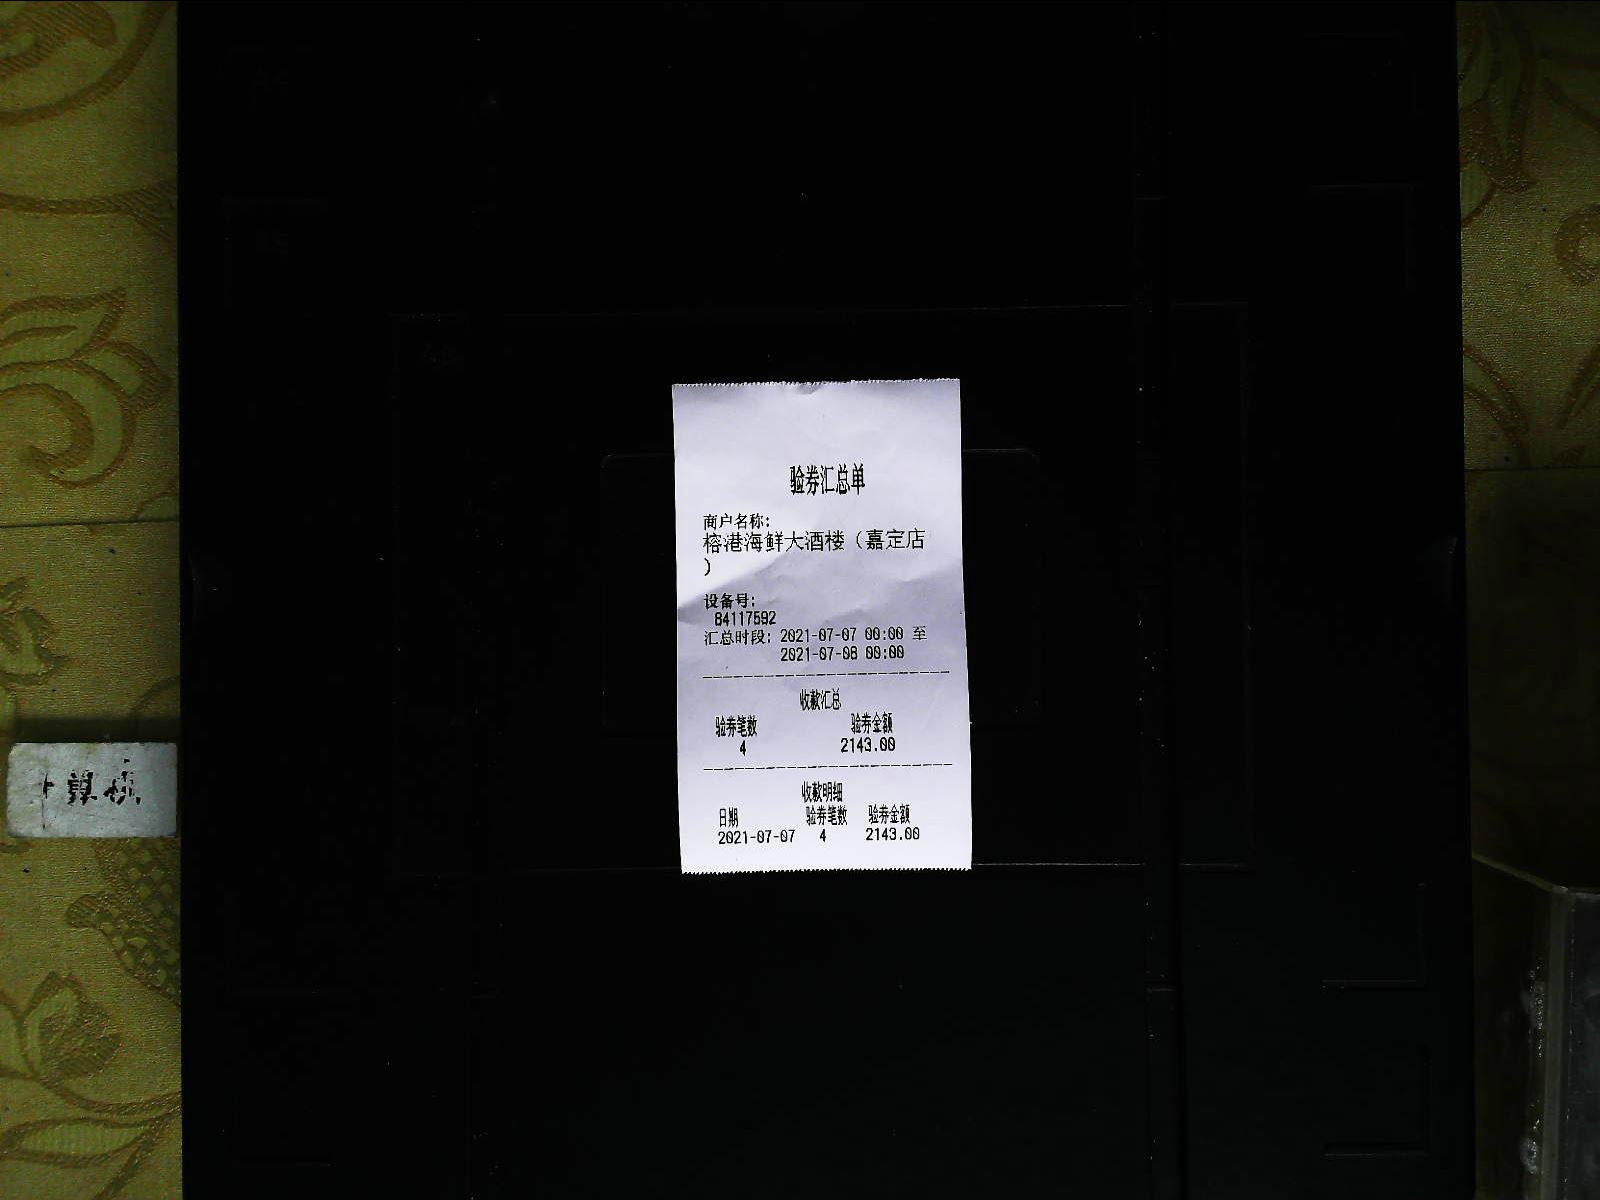 验券汇总单
商户名称:
榕港海鲜大酒楼（嘉定店
）
设备号:
84117592
汇总时段: 2021-07-07 00:00 至
2021-07-08 00:00
收款汇总
验券笔数 验券金额
4 2143.00
收款明细
日期 验券笔数 验券金额
2021-07-07 4 2143.00